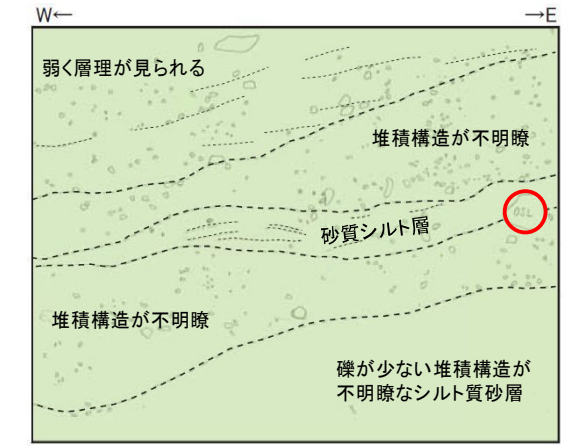 W← →E
弱く層理が見られる
堆積構造が不明瞭
OSL
砂質シルト層
堆積構造が不明瞭
礫が少ない堆積構造が
不明瞭なシルト質砂層